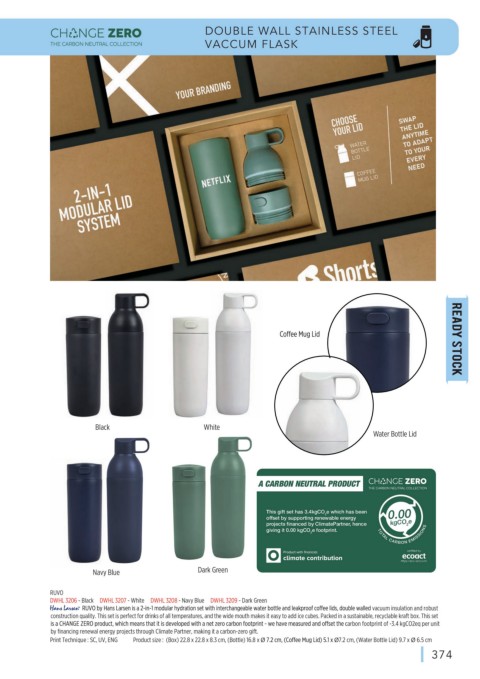 CHANGE ZERO
THE CARBON NEUTRAL COLLECTION
DOUBLE WALL STAINLESS STEEL
VACCUM FLASK
YOUR BRANDING
CHOOSE
YOUR LID
WATER
BOTTLE
LID
COFFEE
MUG LID
SWAP
THE LID
ANYTIME
TO ADAPT
TO YOUR
EVERY
NEED
NETFLIX
2-IN-1
MODULAR LID
SYSTEM
Shorts
READY STOCK
Coffee Mug Lid
Black
White
Water Bottle Lid
A CARBON NEUTRAL PRODUCT
CHANGE ZERO
THE CARBON NEUTRAL COLLECTION
This gift set has 3.4kgCO₂e which has been
offset by supporting renewable energy
projects financed by ClimatePartner, hence
giving it 0.00 kgCO₂e footprint.
0.00
kgCO₂e
TOTAL CARBON EMISSIONS
Product with financial
climate contribution
ecoact
Navy Blue
Dark Green
RUVO
DWHL 3206 - Black DWHL 3207 - White DWHL 3208 - Navy Blue DWHL 3209 - Dark Green
Hans Larsen: RUVO by Hans Larsen is a 2-in-1 modular hydration set with interchangeable water bottle and leakproof coffee lids, double walled vacuum insulation and robust
construction quality. This set is perfect for drinks of all temperatures, and the wide mouth makes it easy to add ice cubes. Packed in a sustainable, recyclable kraft box. This set
is a CHANGE ZERO product, which means that it is developed with a net zero carbon footprint - we have measured and offset the carbon footprint of -3.4 kgCO2eq per unit
by financing renewal energy projects through Climate Partner, making it a carbon-zero gift.
Print Technique : SC, UV, ENG Product size : (Box) 22.8 x 22.8 x 8.3 cm, (Bottle) 16.8 x Ø 7.2 cm, (Coffee Mug Lid) 5.1 x Ø7.2 cm, (Water Bottle Lid) 9.7 x Ø 6.5 cm
374